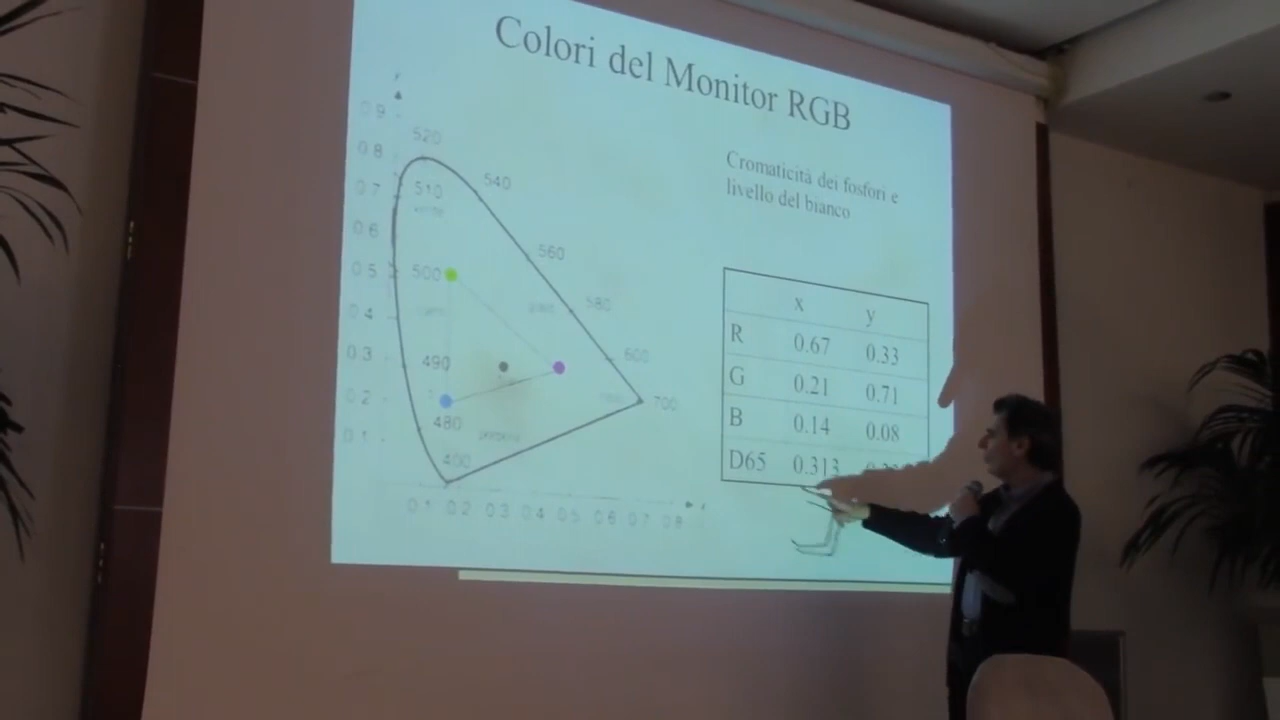 Colori del Monitor RGB
Cromaticità dei fosfori e
livello del bianco
x y
R 0.67 0.33
G 0.21 0.71
B 0.14 0.08
D65 0.313
y
0.9
0.8
0.7
0.6
0.5
0.4
0.3
0.2
0.1
520
510
540
560
500
580
490
600
700
480
400
0.1 0.2 0.3 0.4 0.5 0.6 0.7 0.8